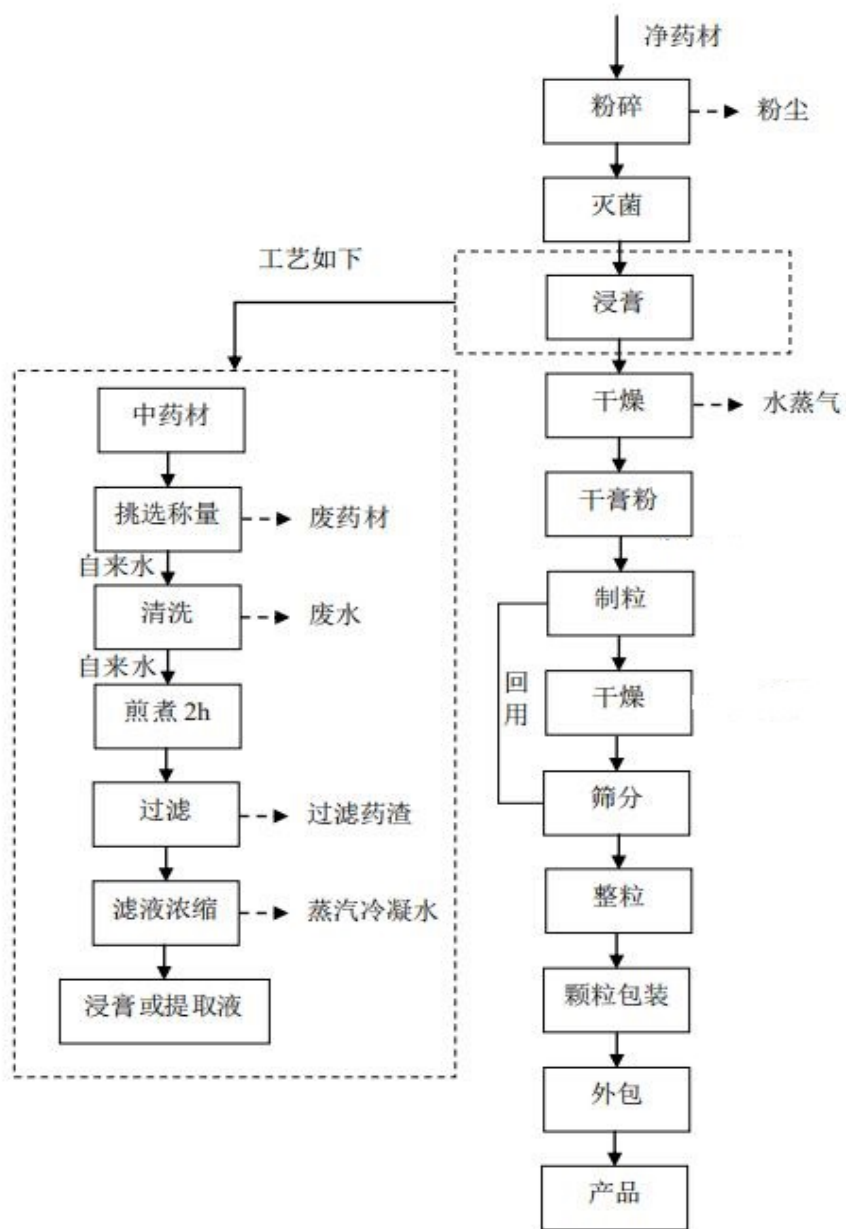 净药材
粉碎
粉尘
灭菌
工艺如下
浸膏
干燥
水蒸气
干膏粉
制粒
回用
干燥
筛分
整粒
颗粒包装
外包
产品
中药材
挑选称量
废药材
自来水
清洗
废水
自来水
煎煮 2h
过滤
过滤药渣
滤液浓缩
蒸汽冷凝水
浸膏或提取液